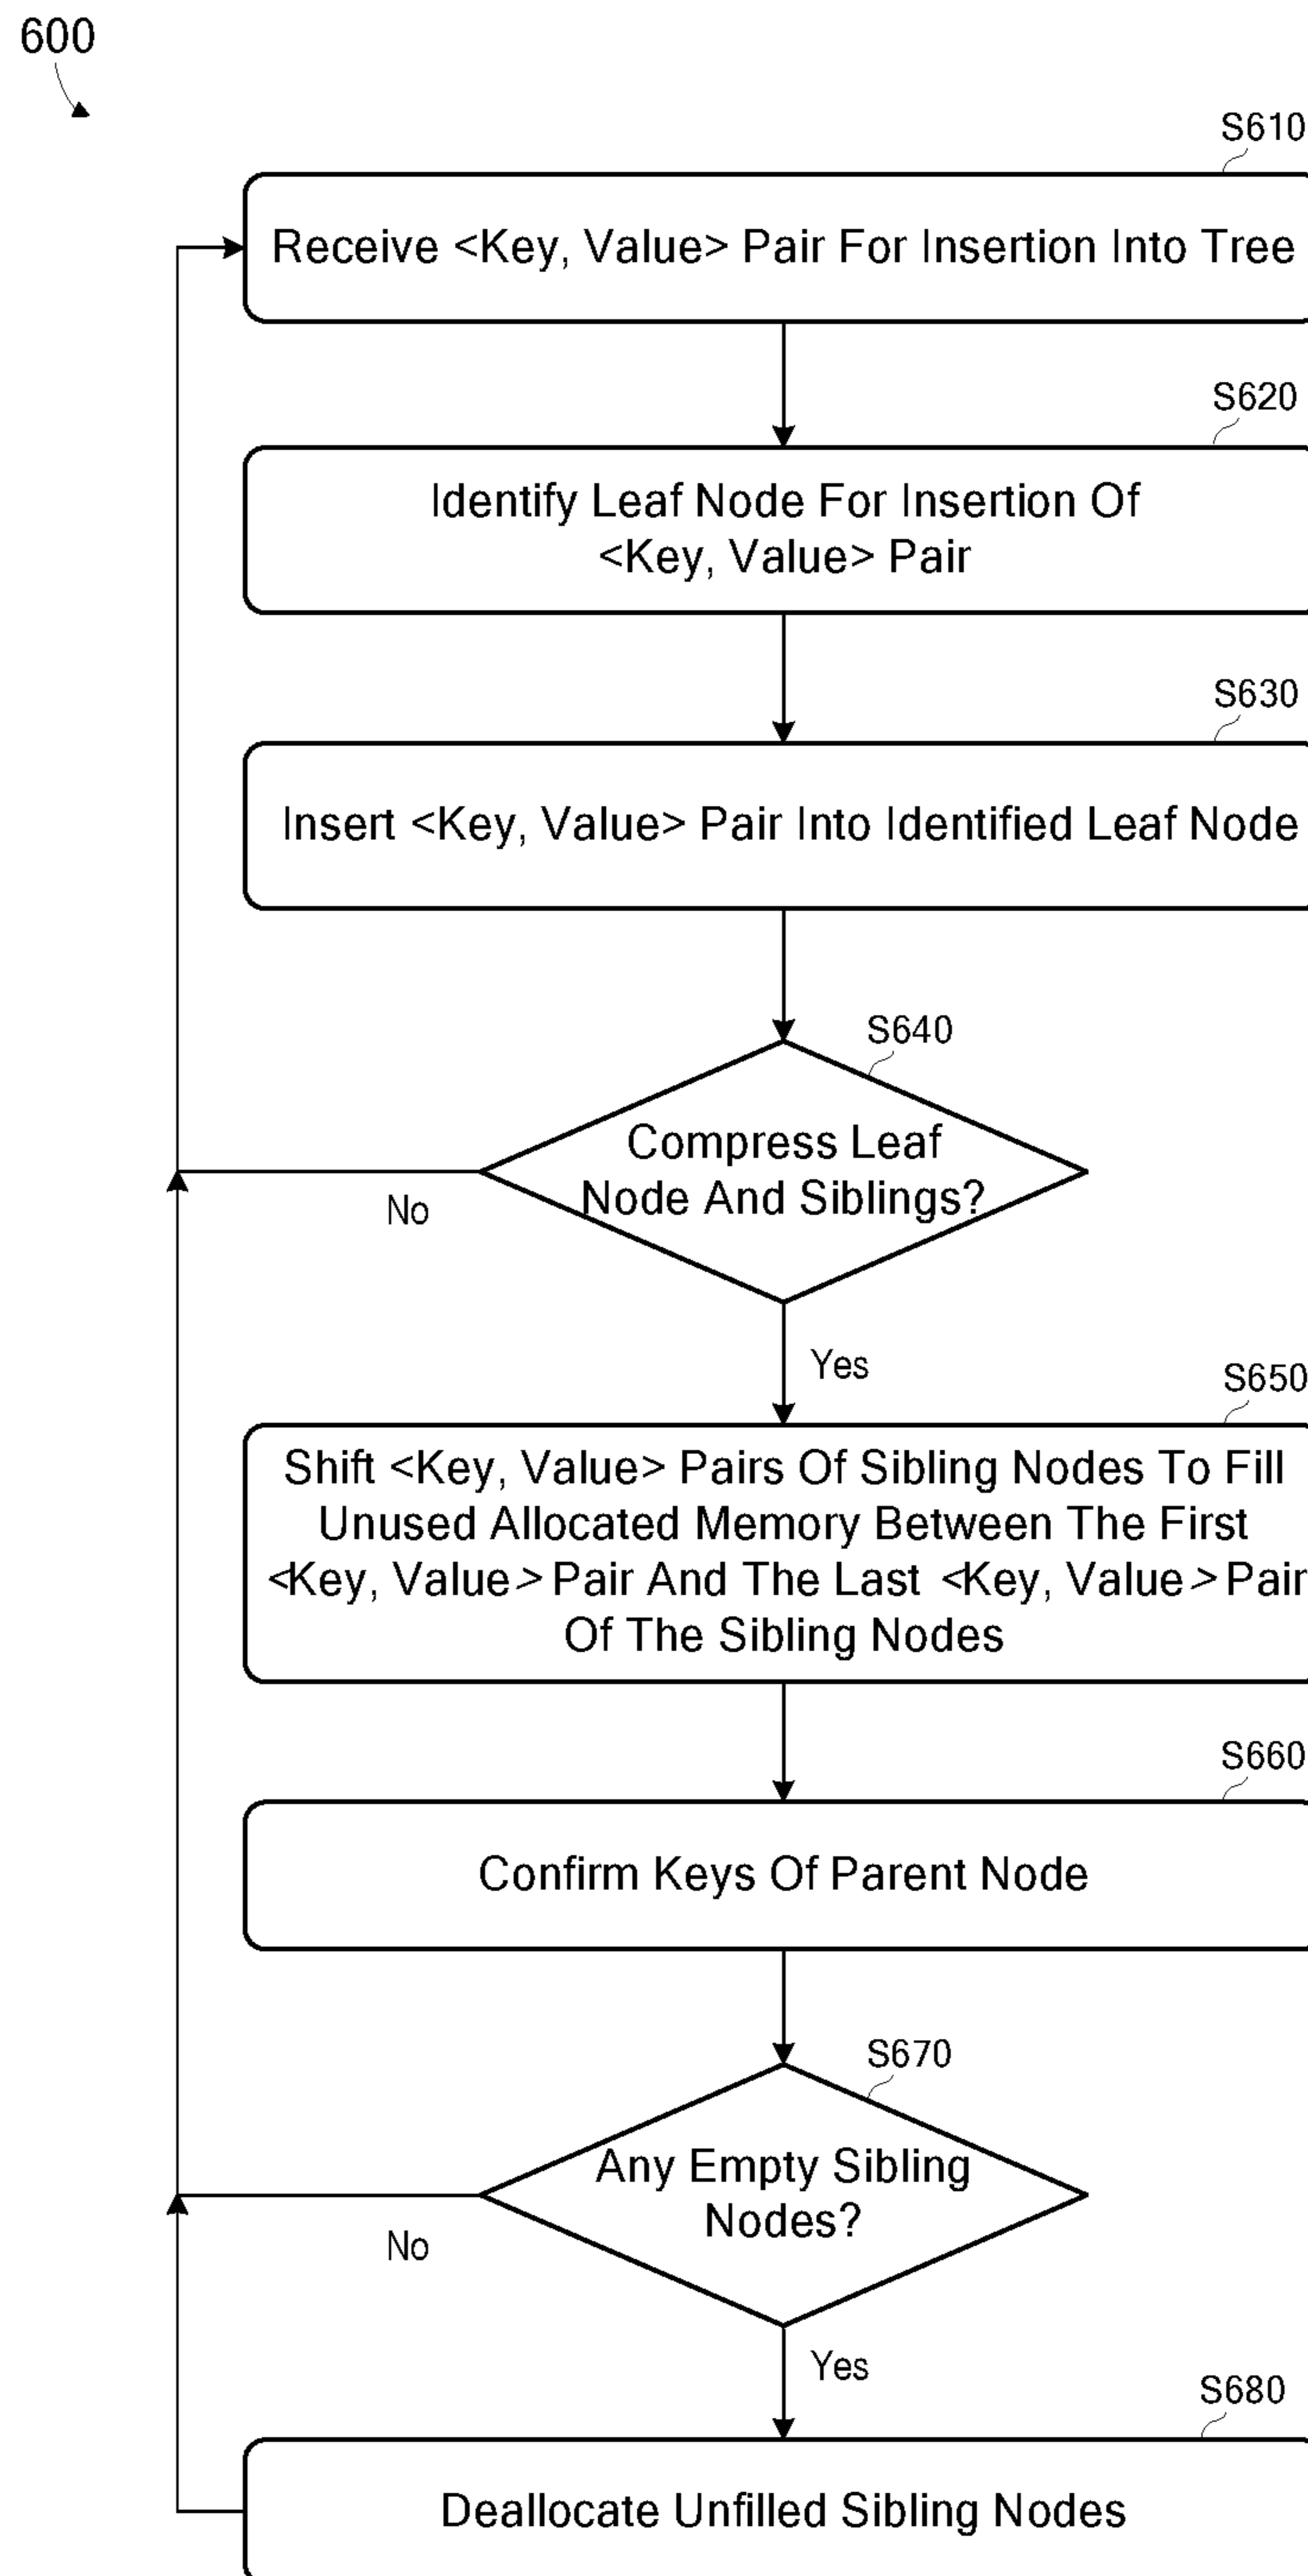 600
S610
Receive <Key, Value> Pair For Insertion Into Tree
S620
Identify Leaf Node For Insertion Of
<Key, Value> Pair
S630
Insert <Key, Value> Pair Into Identified Leaf Node
S640
Compress Leaf
Node And Siblings?
No
Yes
S650
Shift <Key, Value> Pairs Of Sibling Nodes To Fill
Unused Allocated Memory Between The First
<Key, Value> Pair And The Last <Key, Value> Pair
Of The Sibling Nodes
S660
Confirm Keys Of Parent Node
S670
Any Empty Sibling
Nodes?
No
Yes
S680
Deallocate Unfilled Sibling Nodes